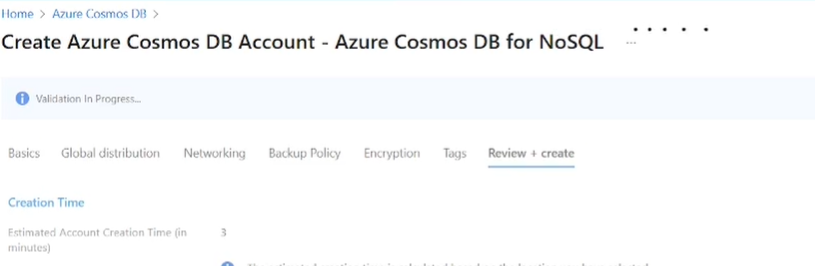 Home > Azure Cosmos DB >
Create Azure Cosmos DB Account - Azure Cosmos DB for NoSQL ...
Validation In Progress...
Basics Global distribution Networking Backup Policy Encryption Tags Review + create
Creation Time
Estimated Account Creation Time (in 3
minutes)